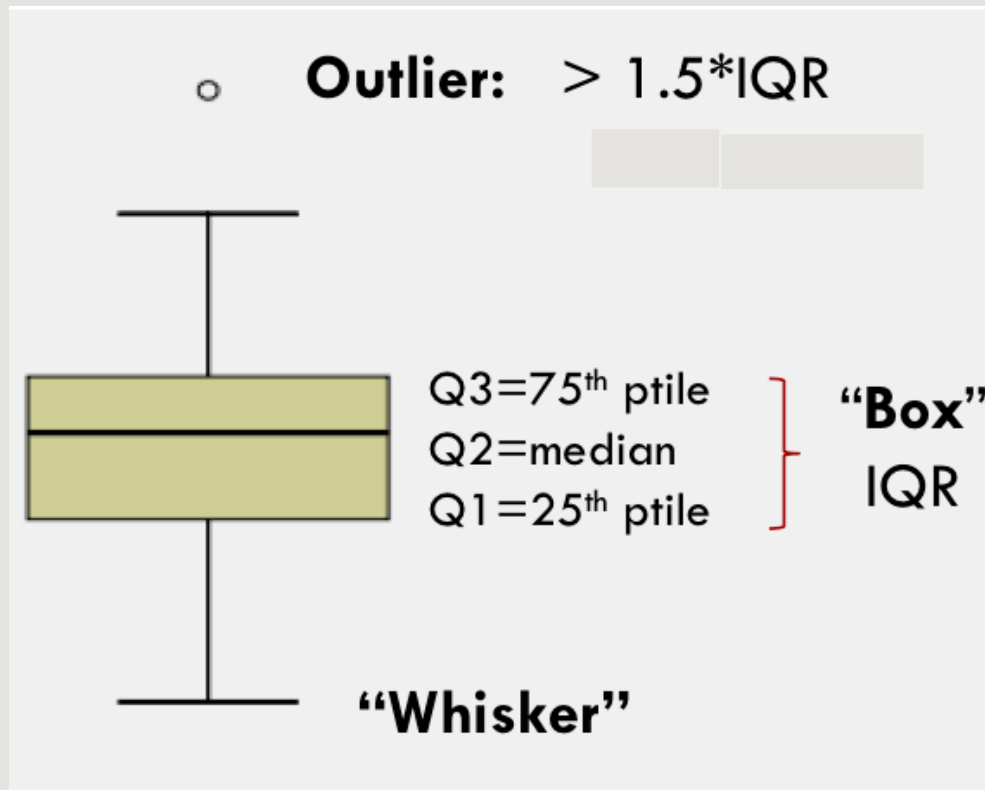 Outlier: > 1.5*IQR
Q3=75th ptile
Q2=median
Q1=25th ptile
“Box”
IQR
“Whisker”